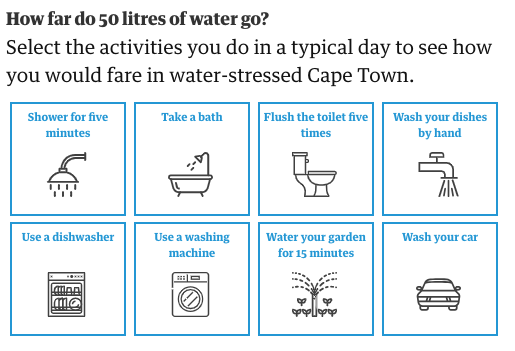 How far do 50 litres of water go?
Select the activities you do in a typical day to see how
you would fare in water-stressed Cape Town.
Shower for five
minutes
Take a bath
Flush the toilet five
times
Wash your dishes
by hand
Use a dishwasher
Use a washing
machine
Water your garden
for 15 minutes
Wash your car